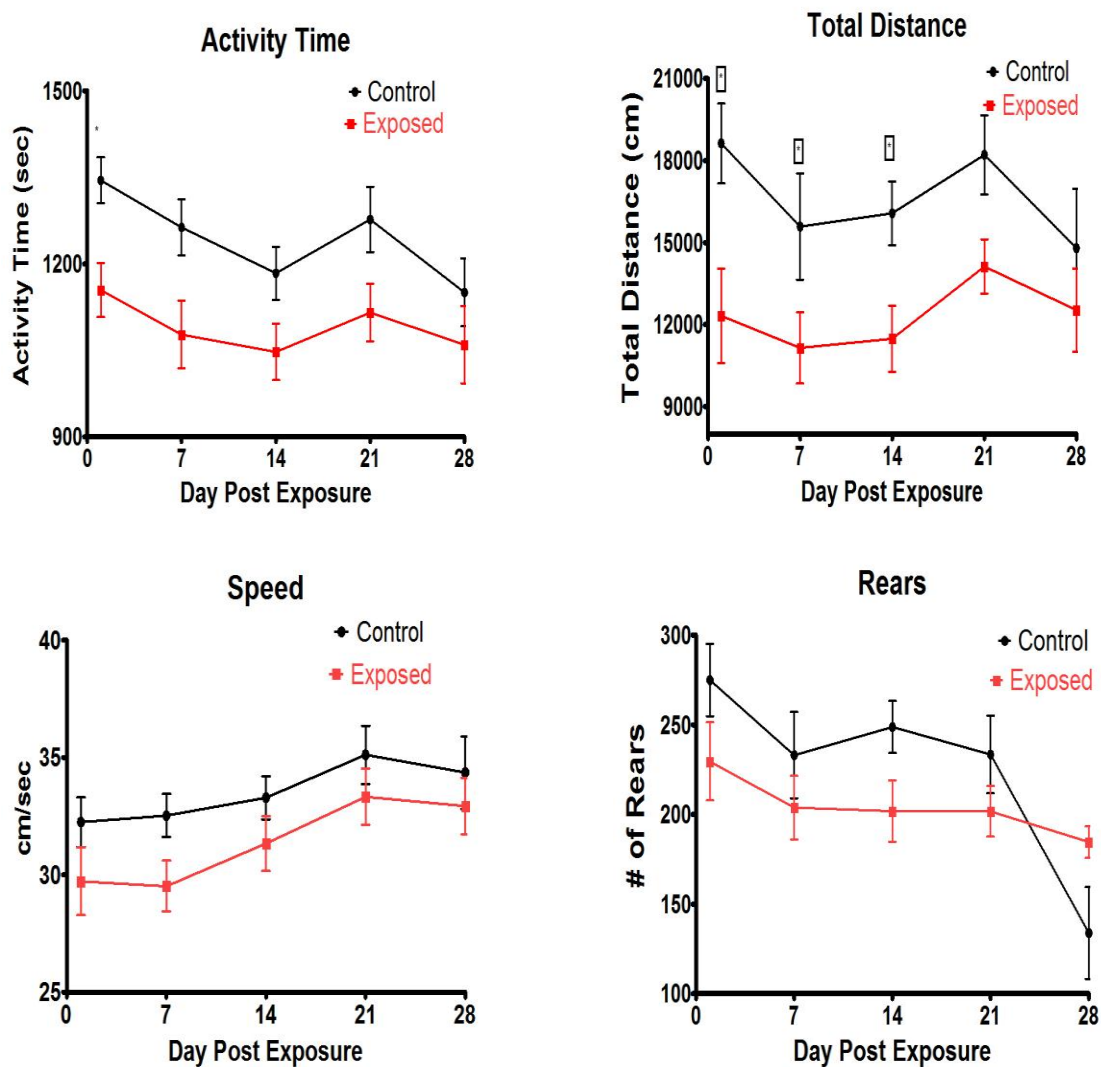 Activity Time
1500
Control
Exposed
*
Activity Time (sec)
1200
900
0 7 14 21 28
Day Post Exposure
Total Distance
21000
*
Control
Exposed
*
*
18000
Total Distance (cm)
15000
12000
9000
0 7 14 21 28
Day Post Exposure
Speed
40
Control
Exposed
35
cm/sec
30
25
0 7 14 21 28
Day Post Exposure
Rears
300
Control
Exposed
250
# of Rears
200
150
100
0 7 14 21 28
Day Post Exposure